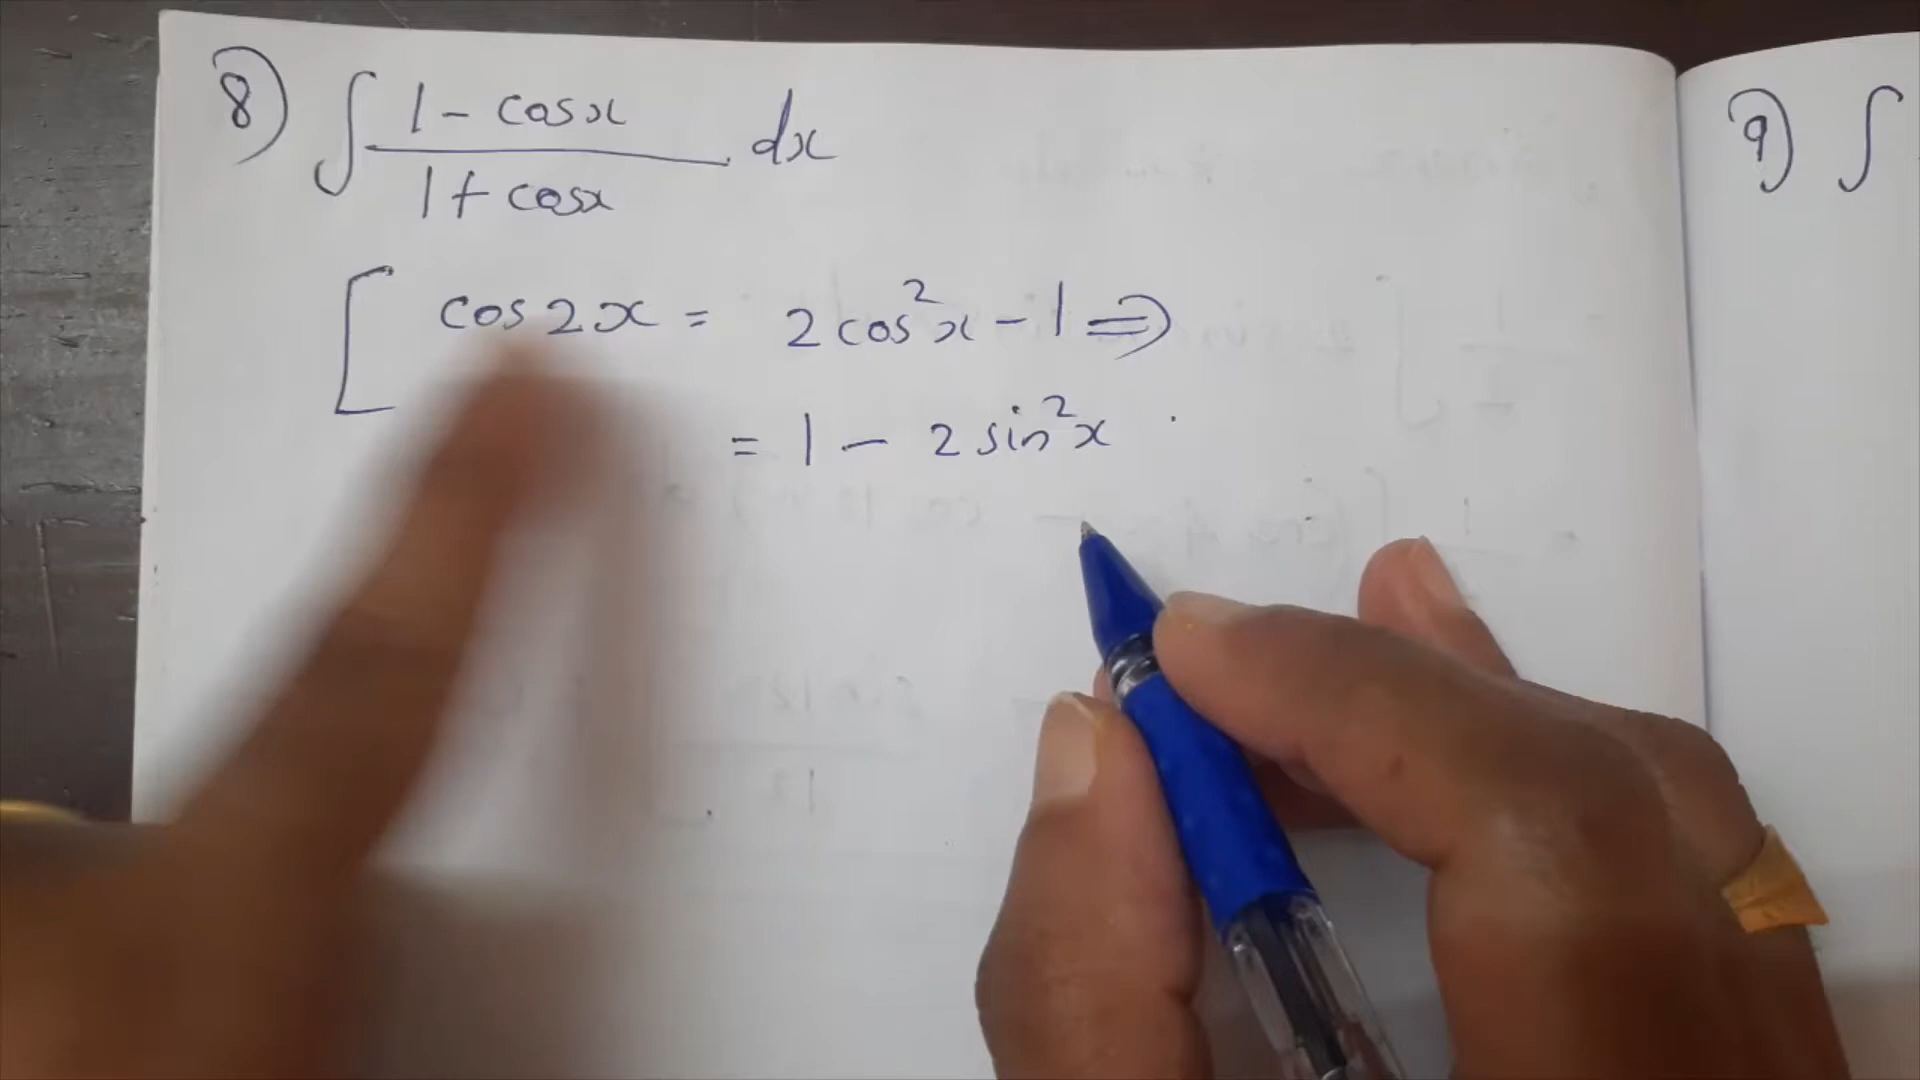 8) ∫ (1 - cosx)/(1 + cosx) dx
[ cos2x = 2cos²x - 1 ⇒
= 1 - 2sin²x
9) ∫